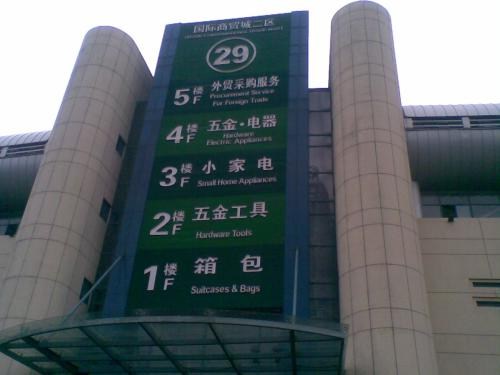 国际商贸城二区
29
5楼F 外贸采购服务
Procurement Service
For Foreign Trade
4楼F 五金·电器
Hardware
Electric Appliances
3楼F 小家电
Small Home Appliances
2楼F 五金工具
Hardware Tools
1楼F 箱包
Suitcases & Bags